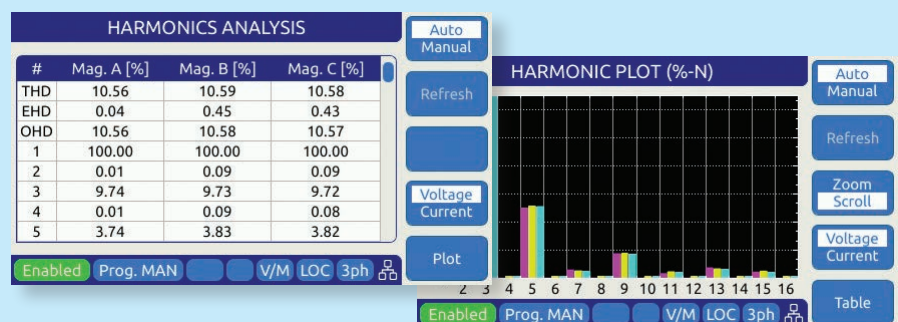 HARMONICS ANALYSIS
Auto
Manual
# Mag. A [%] Mag. B [%] Mag. C [%]
THD 10.56 10.59 10.58
EHD 0.04 0.45 0.43
OHD 10.56 10.58 10.57
1 100.00 100.00 100.00
2 0.01 0.09 0.09
3 9.74 9.73 9.72
4 0.01 0.09 0.08
5 3.74 3.83 3.82
Refresh
Voltage
Current
Plot
Enabled Prog. MAN V/M LOC 3ph
HARMONIC PLOT (%-N)
Auto
Manual
Refresh
Zoom
Scroll
Voltage
Current
Table
2 3 4 5 6 7 8 9 10 11 12 13 14 15 16
Enabled Prog. MAN V/M LOC 3ph